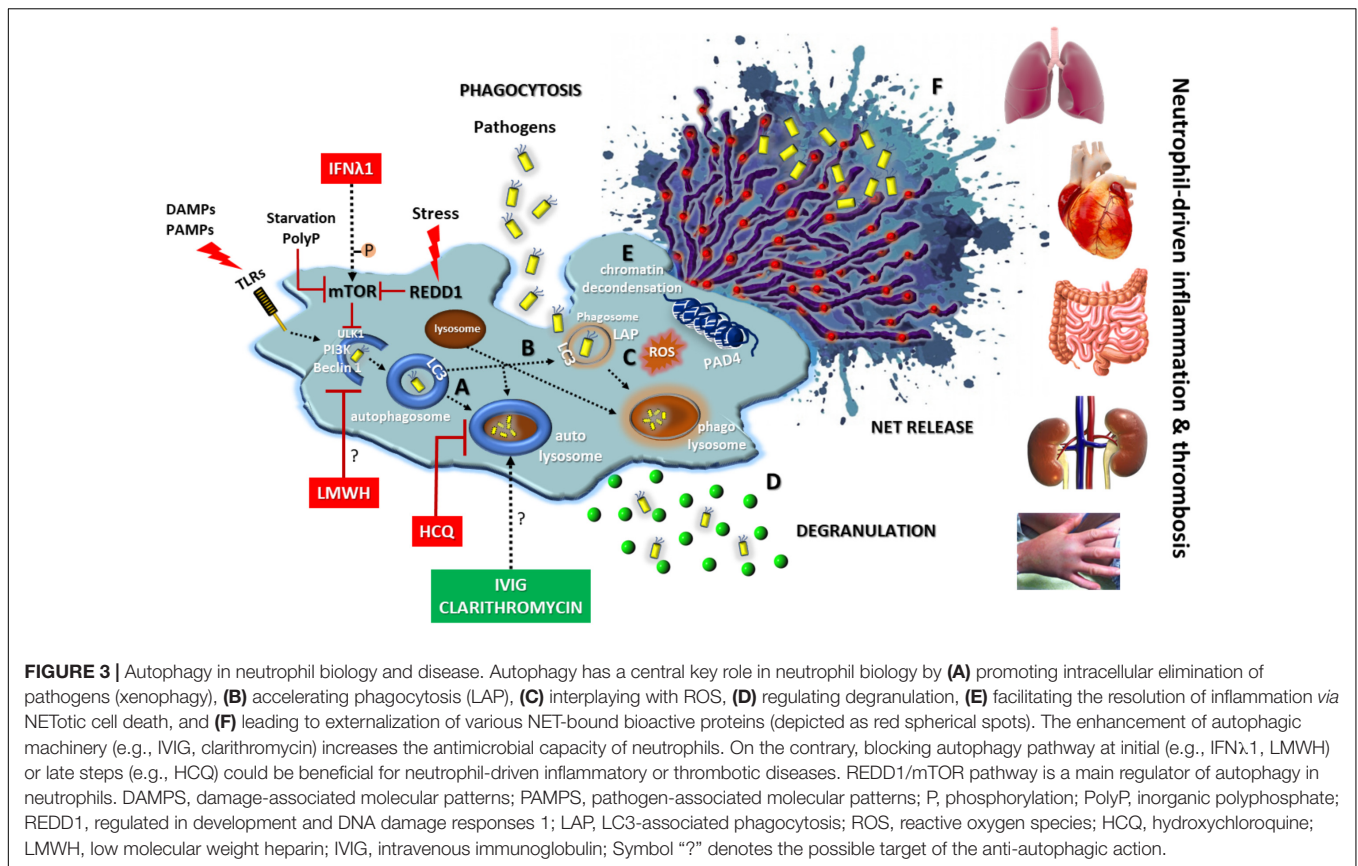 PHAGOCYTOSIS
Pathogens
F
IFNλ1
DAMPs
PAMPs
Starvation
PolyP
Stress
P
TLRs
mTOR
REDD1
E
chromatin
decondensation
ULK1
PI3K
Beclin 1
lysosome
Phagosome
LAP
LC3
B
C
ROS
PAD4
LC3
A
autophagosome
auto
lysosome
phago
lysosome
NET RELEASE
?
LMWH
HCQ
?
D
DEGRANULATION
IVIG
CLARITHROMYCIN
Neutrophil-driven inflammation & thrombosis
FIGURE 3 | Autophagy in neutrophil biology and disease. Autophagy has a central key role in neutrophil biology by (A) promoting intracellular elimination of
pathogens (xenophagy), (B) accelerating phagocytosis (LAP), (C) interplaying with ROS, (D) regulating degranulation, (E) facilitating the resolution of inflammation via
NETotic cell death, and (F) leading to externalization of various NET-bound bioactive proteins (depicted as red spherical spots). The enhancement of autophagic
machinery (e.g., IVIG, clarithromycin) increases the antimicrobial capacity of neutrophils. On the contrary, blocking autophagy pathway at initial (e.g., IFNλ1, LMWH)
or late steps (e.g., HCQ) could be beneficial for neutrophil-driven inflammatory or thrombotic diseases. REDD1/mTOR pathway is a main regulator of autophagy in
neutrophils. DAMPS, damage-associated molecular patterns; PAMPS, pathogen-associated molecular patterns; P, phosphorylation; PolyP, inorganic polyphosphate;
REDD1, regulated in development and DNA damage responses 1; LAP, LC3-associated phagocytosis; ROS, reactive oxygen species; HCQ, hydroxychloroquine;
LMWH, low molecular weight heparin; IVIG, intravenous immunoglobulin; Symbol “?” denotes the possible target of the anti-autophagic action.